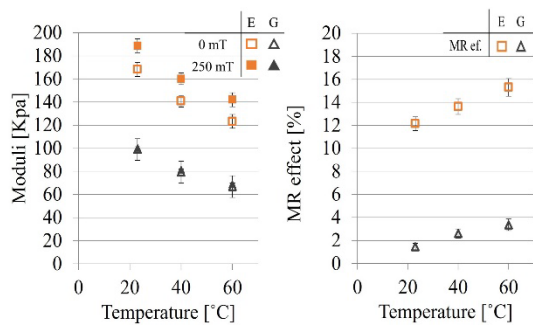 E G
0 mT
250 mT
200
180
160
140
120
100
80
60
40
20
0
Moduli [Kpa]
0 20 40 60
Temperature [˚C]
E G
MR ef.
18
16
14
12
10
8
6
4
2
0
MR effect [%]
0 20 40 60
Temperature [˚C]